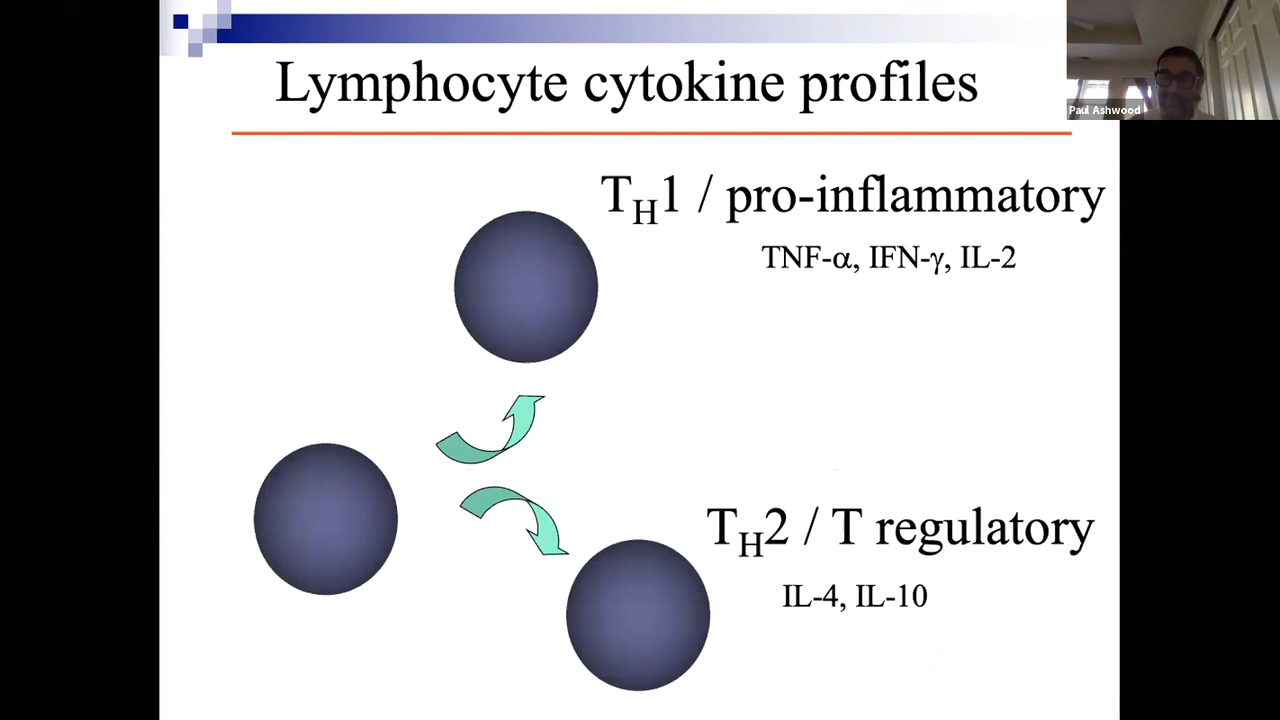 Lymphocyte cytokine profiles
Paul Ashwood
TH1 / pro-inflammatory
TNF-α, IFN-γ, IL-2
TH2 / T regulatory
IL-4, IL-10